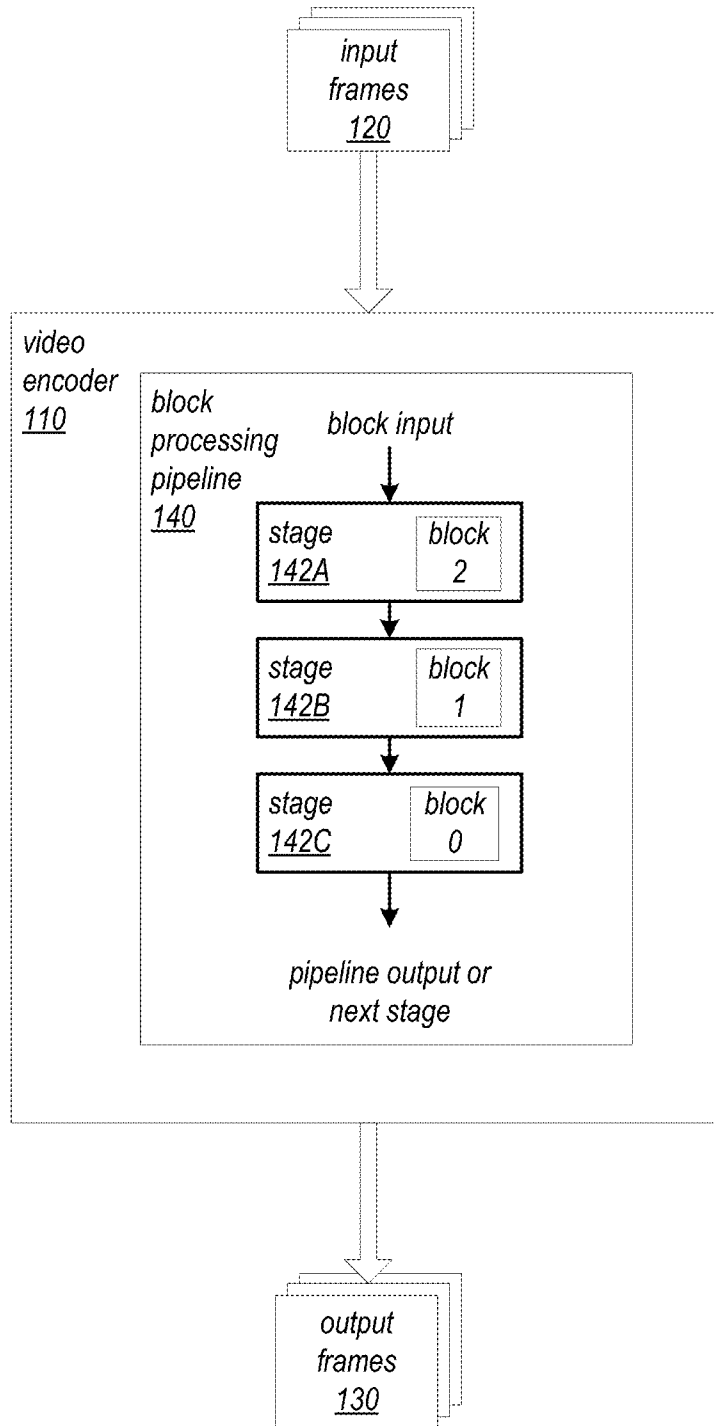 input
frames
120
video
encoder
110
block
processing
pipeline
140
block input
stage
142A
block
2
stage
142B
block
1
stage
142C
block
0
pipeline output or
next stage
output
frames
130